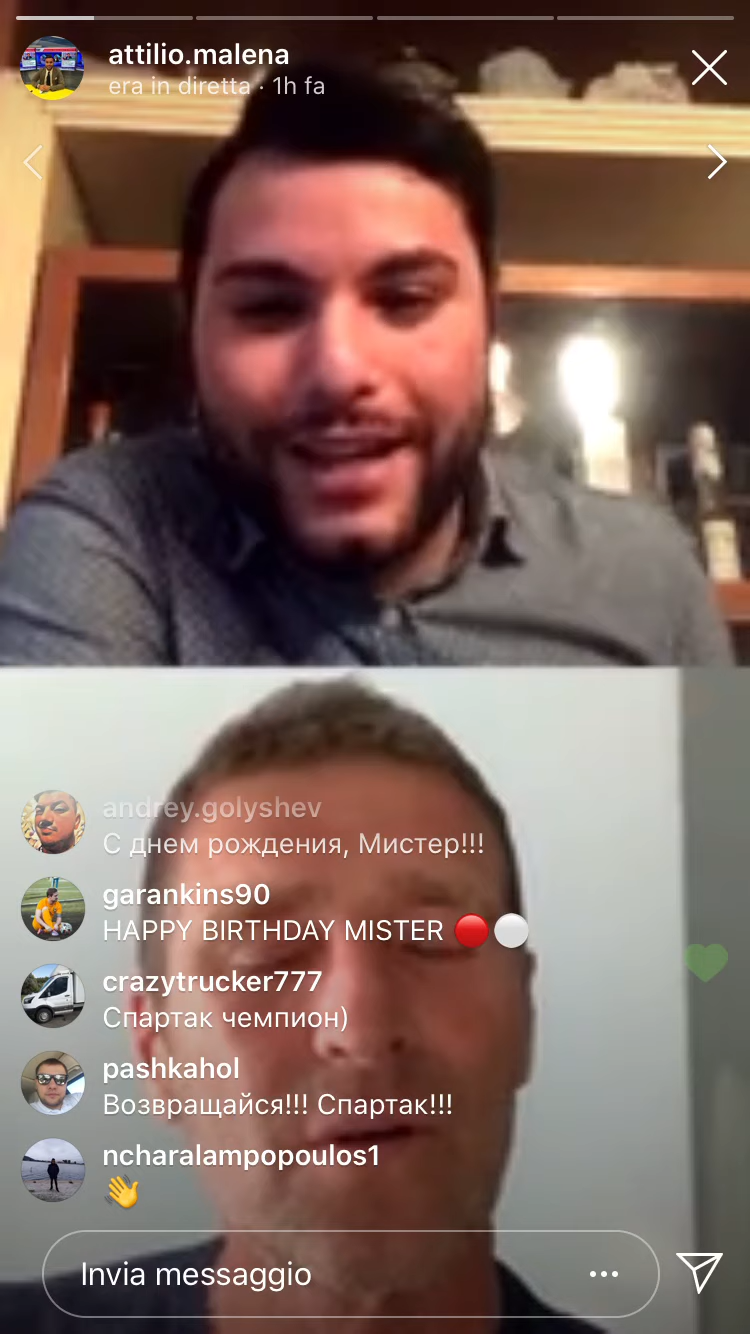 attilio.malena
era in diretta · 1h fa
andrey.golyshev
С днем рождения, Мистер!!!
garankins90
HAPPY BIRTHDAY MISTER 🔴⚪
crazytrucker777
Спартак чемпион)
pashkahol
Возвращайся!!! Спартак!!!
ncharalampopoulos1
👋
Invia messaggio